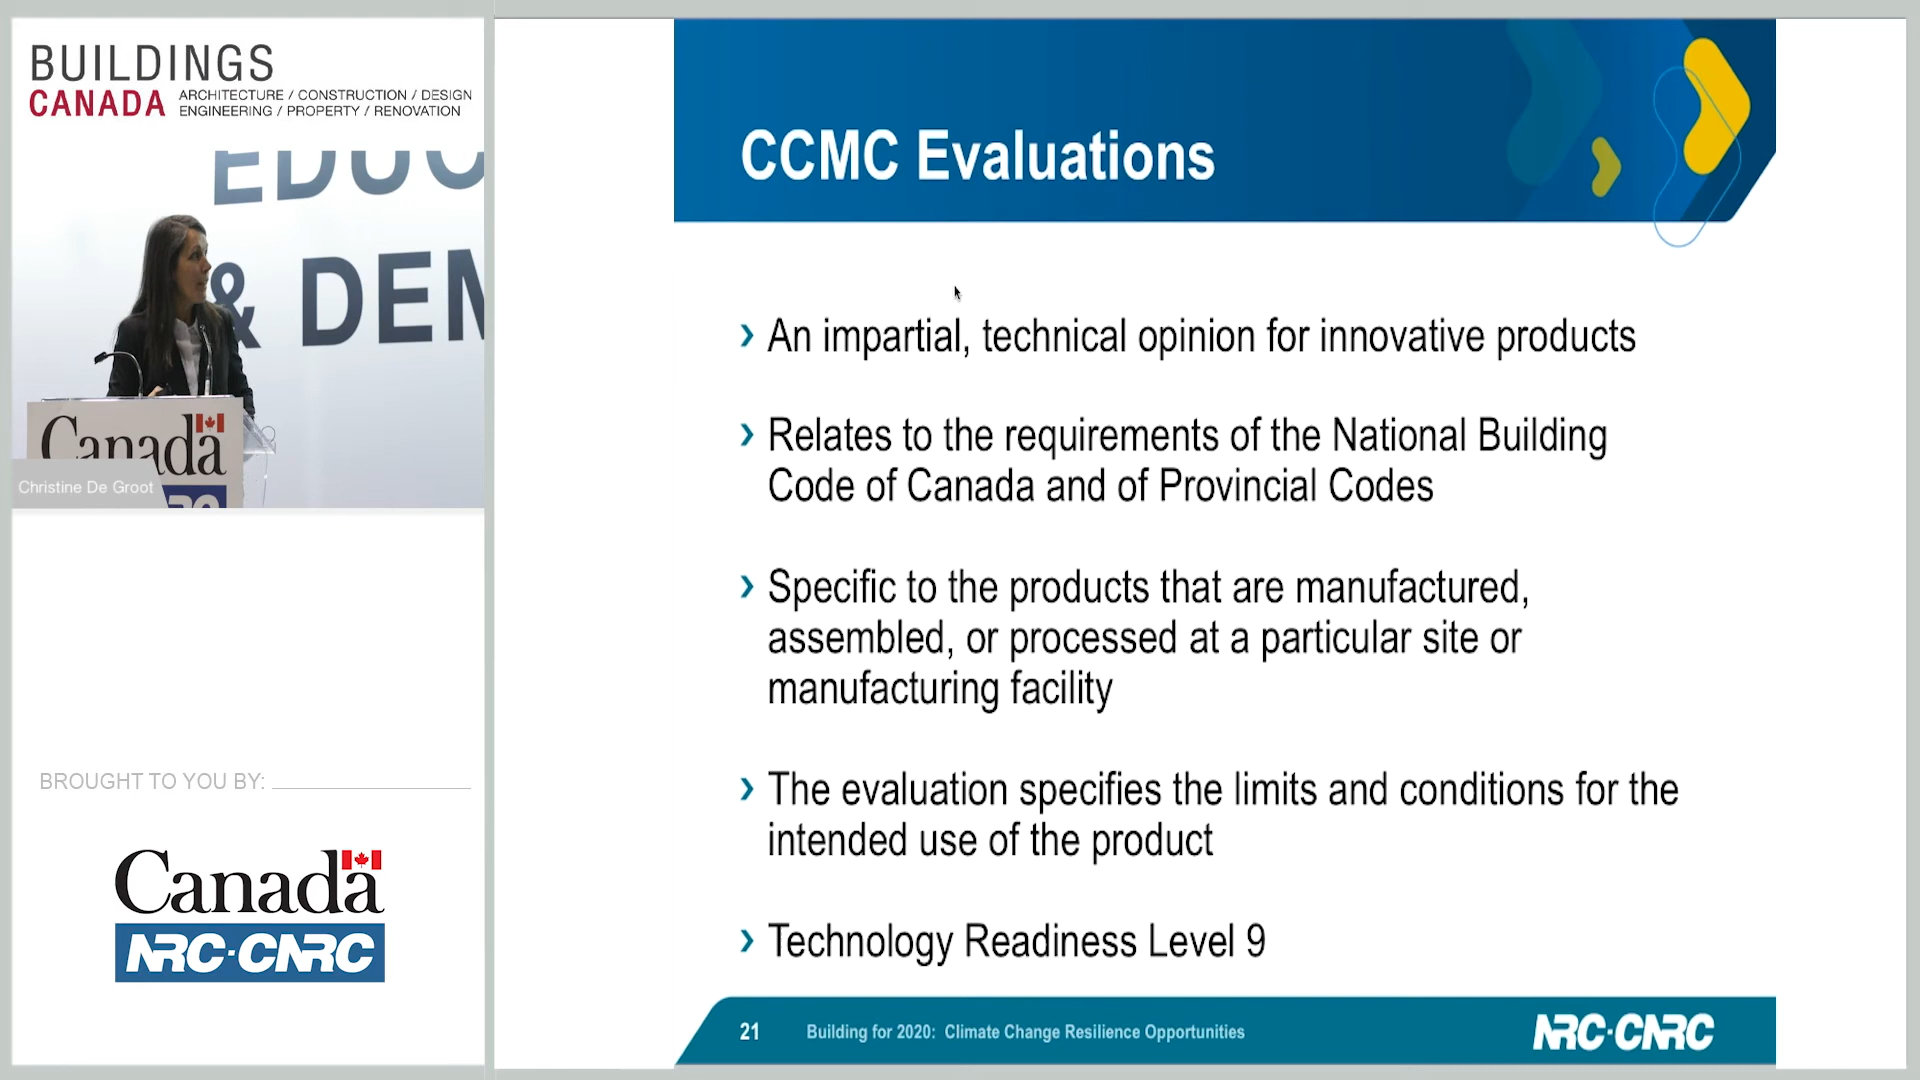 BUILDINGS
CANADA
ARCHITECTURE / CONSTRUCTION / DESIGN
ENGINEERING / PROPERTY / RENOVATION
& DEM
Canada
Christine De Groot
BROUGHT TO YOU BY:
Canada
NRC·CNRC
CCMC Evaluations
› An impartial, technical opinion for innovative products
› Relates to the requirements of the National Building
Code of Canada and of Provincial Codes
› Specific to the products that are manufactured,
assembled, or processed at a particular site or
manufacturing facility
› The evaluation specifies the limits and conditions for the
intended use of the product
› Technology Readiness Level 9
21
Building for 2020: Climate Change Resilience Opportunities
NRC·CNRC